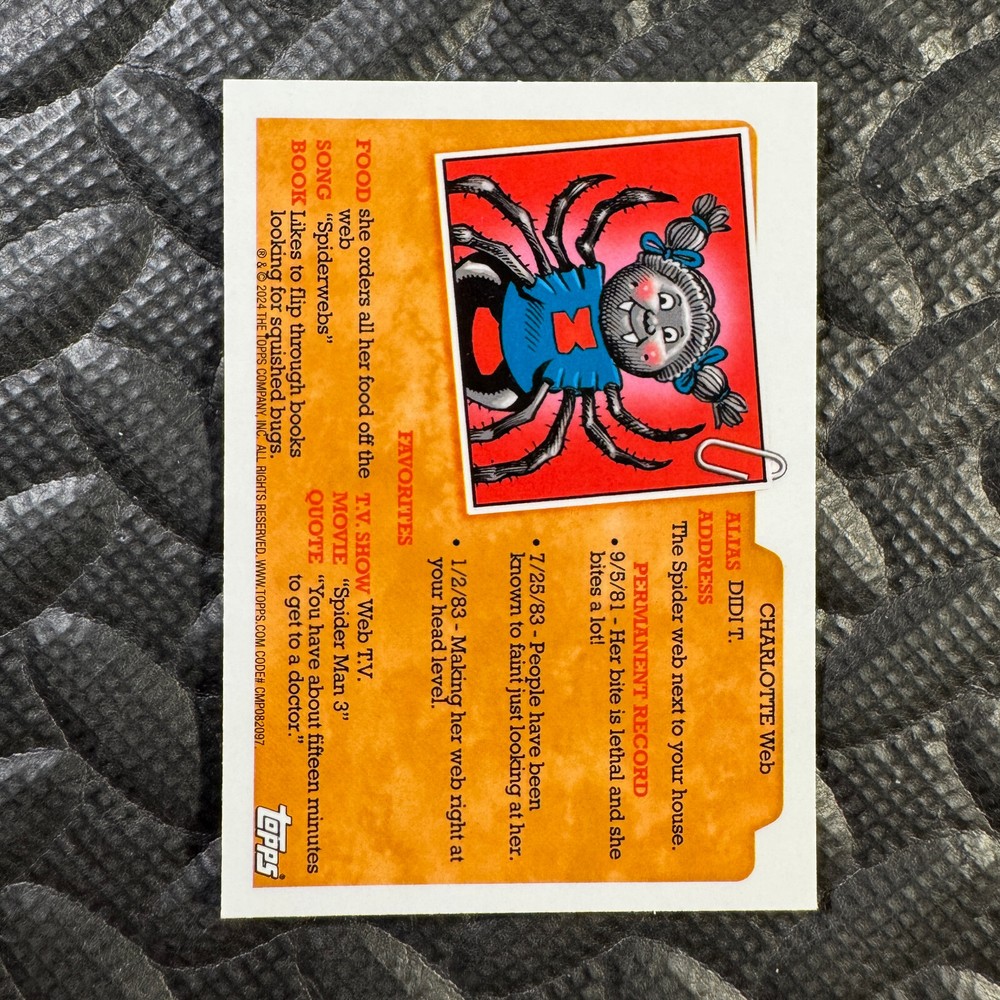 CHARLOTTE Web
ALIAS DIDI T.
ADDRESS
The Spider web next to your house.
PERMANENT RECORD
• 9/5/81 - Her bite is lethal and she
bites a lot!
• 7/25/83 - People have been
known to faint just looking at her.
• 1/2/83 - Making her web right at
your head level.
FAVORITES
FOOD she orders all her food off the
web
SONG "Spiderwebs"
BOOK Likes to flip through books
looking for squished bugs.
T.V. SHOW Web T.V.
MOVIE "Spider Man 3"
QUOTE "You have about fifteen minutes
to get to a doctor."
® & © 2024 THE TOPPS COMPANY, INC. ALL RIGHTS RESERVED. WWW.TOPPS.COM CODE# CMP082097.
topps®